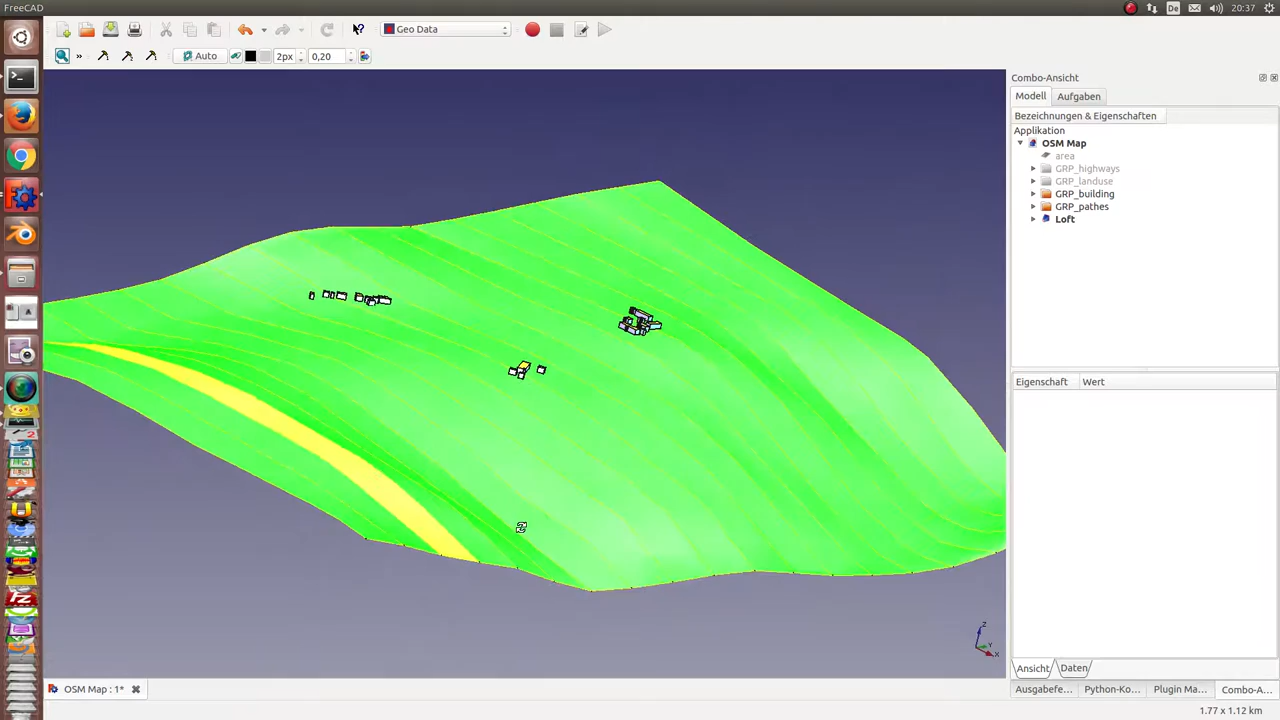 FreeCAD
De
20:37
Geo Data
»
Auto
2px
0,20
Combo-Ansicht
Modell
Aufgaben
Bezeichnungen & Eigenschaften
Applikation
OSM Map
area
GRP_highways
GRP_landuse
GRP_building
GRP_pathes
Loft
Eigenschaft
Wert
Z
Y
X
Ansicht
Daten
OSM Map : 1*
Ausgabefe...
Python-Ko...
Plugin Ma...
Combo-A...
1.77 x 1.12 km